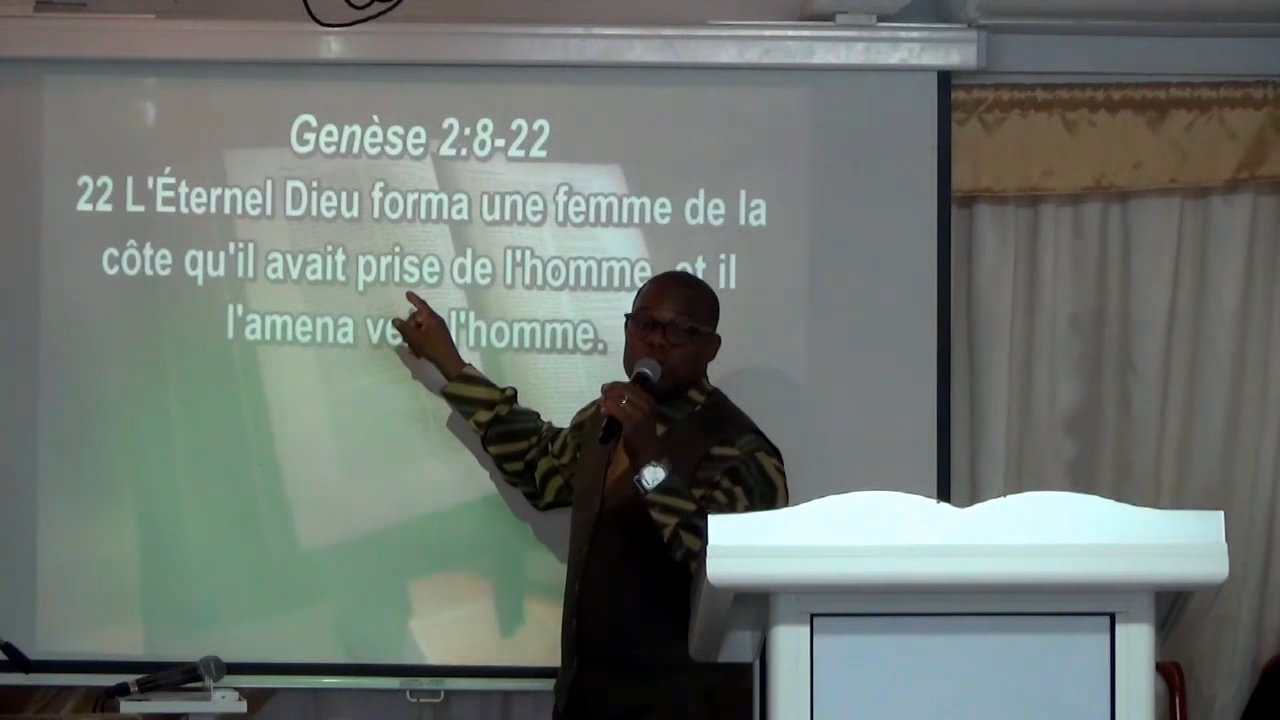 Genèse 2:8-22
22 L'Éternel Dieu forma une femme de la
côte qu'il avait prise de l'homme, et il
l'amena l'homme.